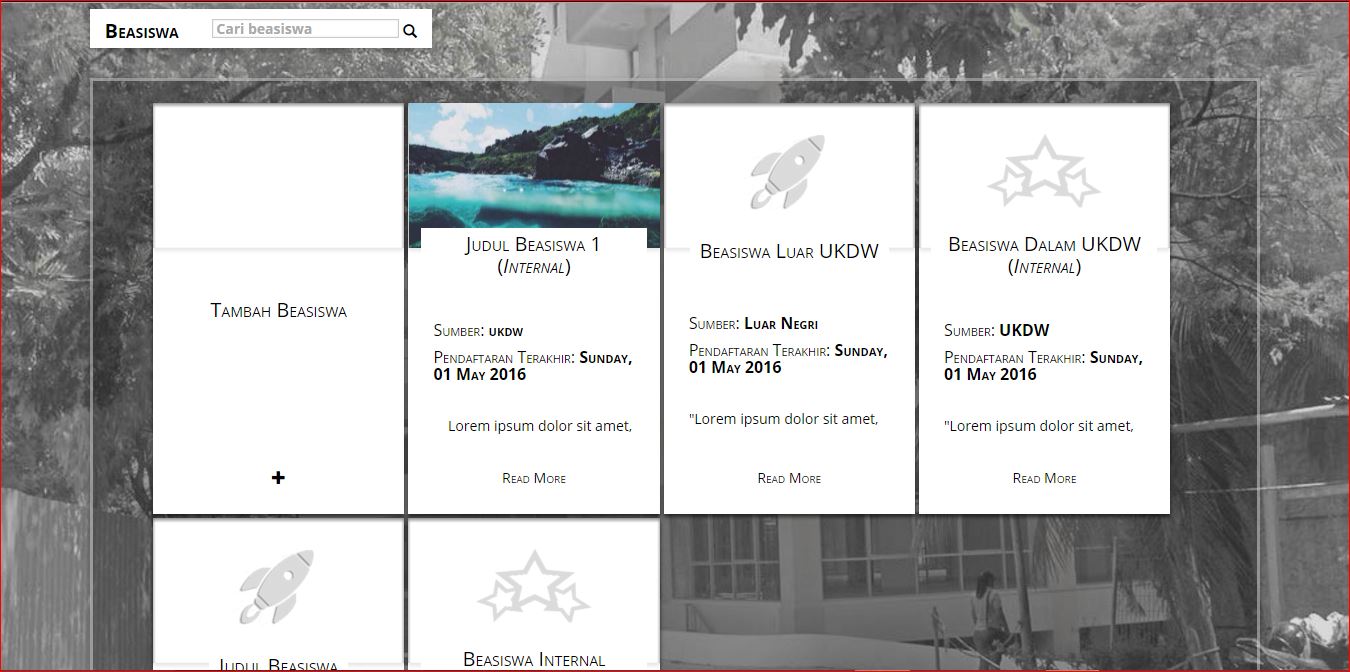 Beasiswa
Cari beasiswa
Tambah Beasiswa
+
Judul Beasiswa 1
(Internal)
Sumber: ukdw
Pendaftaran Terakhir: Sunday,
01 May 2016
Lorem ipsum dolor sit amet,
Read More
Beasiswa Luar UKDW
Sumber: Luar Negri
Pendaftaran Terakhir: Sunday,
01 May 2016
"Lorem ipsum dolor sit amet,
Read More
Beasiswa Dalam UKDW
(Internal)
Sumber: UKDW
Pendaftaran Terakhir: Sunday,
01 May 2016
"Lorem ipsum dolor sit amet,
Read More
Judul Beasiswa
Beasiswa Internal